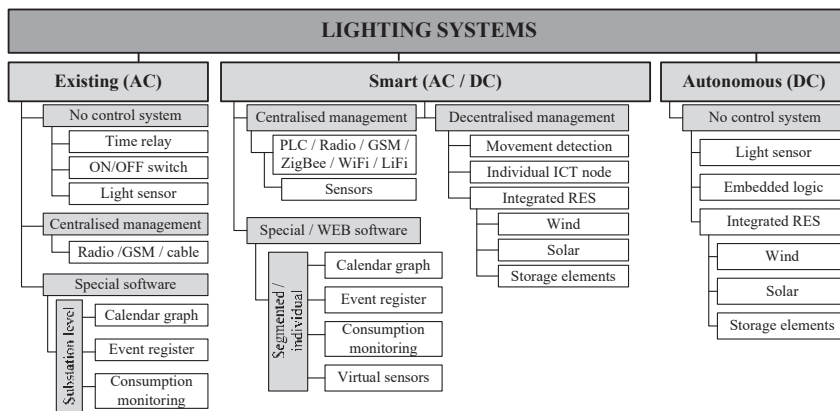 LIGHTING SYSTEMS
Existing (AC)
No control system
Time relay
ON/OFF switch
Light sensor
Centralised management
Radio /GSM / cable
Special software
Substation level
Calendar graph
Event register
Consumption
monitoring
Smart (AC / DC)
Centralised management
PLC / Radio / GSM /
ZigBee / WiFi / LiFi
Sensors
Special / WEB software
Segmented /
individual
Calendar graph
Event register
Consumption
monitoring
Virtual sensors
Decentralised management
Movement detection
Individual ICT node
Integrated RES
Wind
Solar
Storage elements
Autonomous (DC)
No control system
Light sensor
Embedded logic
Integrated RES
Wind
Solar
Storage elements